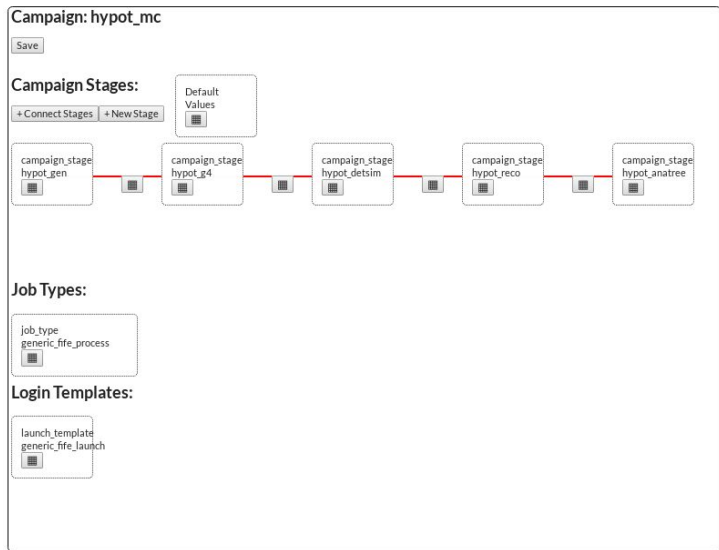 Campaign: hypot_mc
Save
Campaign Stages:
Default
Values
+ Connect Stages
+ New Stage
campaign_stage
hypot_gen
campaign_stage
hypot_g4
campaign_stage
hypot_detsim
campaign_stage
hypot_reco
campaign_stage
hypot_anatree
Job Types:
job_type
generic_fife_process
Login Templates:
launch_template
generic_fife_launch